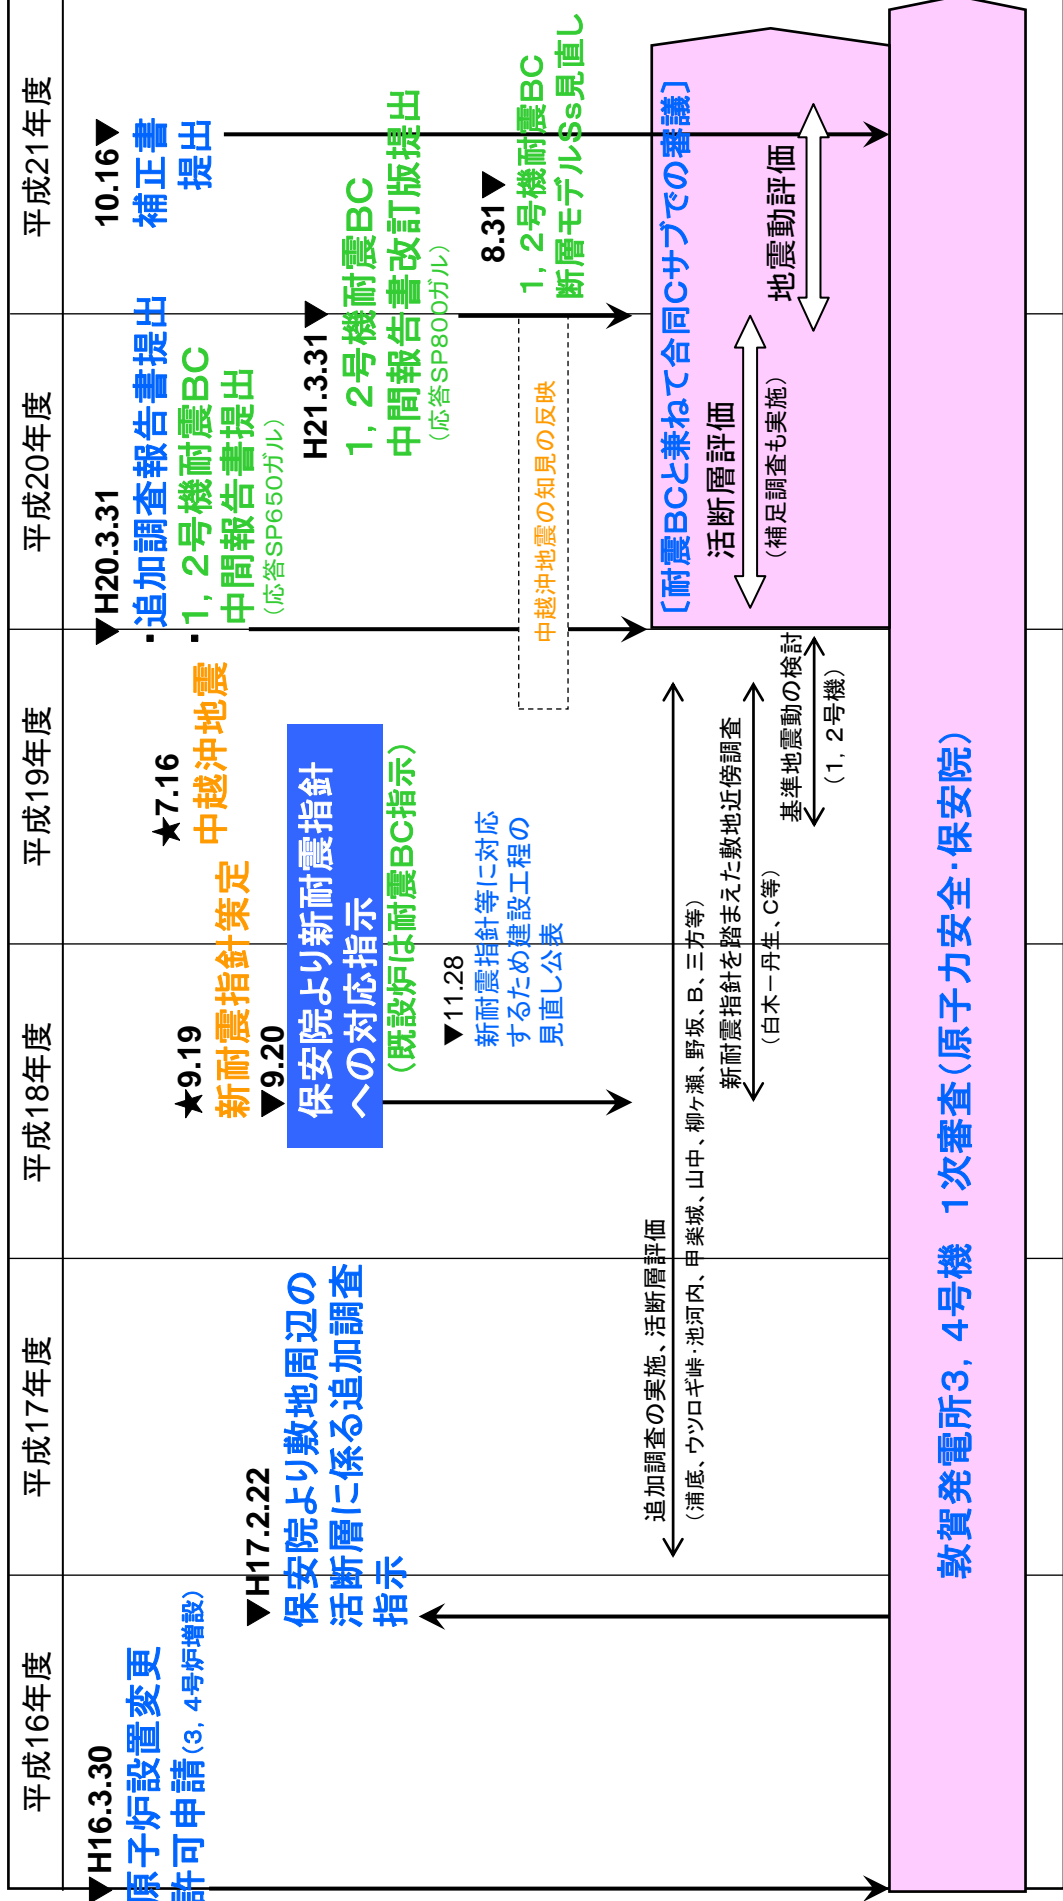 平成16年度
平成17年度
平成18年度
平成19年度
平成20年度
平成21年度
▼H16.3.30
原子炉設置変更
許可申請(3, 4号炉増設)
▼H17.2.22
保安院より敷地周辺の
活断層に係る追加調査
指示
★9.19
新耐震指針策定
▼9.20
保安院より新耐震指針
への対応指示
(既設炉は耐震BC指示)
▼11.28
新耐震指針等に対応
するため建設工程の
見直し公表
★7.16
中越沖地震
▼H20.3.31
・追加調査報告書提出
・1, 2号機耐震BC
中間報告書提出
(応答SP650ガル)
H21.3.31▼
1, 2号機耐震BC
中間報告書改訂版提出
(応答SP800ガル)
8.31▼
1, 2号機耐震BC
断層モデルSs見直し
10.16▼
補正書
提出
中越沖地震の知見の反映
追加調査の実施、活断層評価
(浦底、ウツロギ峠・池河内、甲楽城、山中、柳ヶ瀬、野坂、B、三方等)
新耐震指針を踏まえた敷地近傍調査
(白木ー丹生、C等)
基準地震動の検討
(1, 2号機)
〔耐震BCと兼ねて合同Cサブでの審議〕
活断層評価
(補足調査も実施)
地震動評価
敦賀発電所3, 4号機 1次審査(原子力安全・保安院)